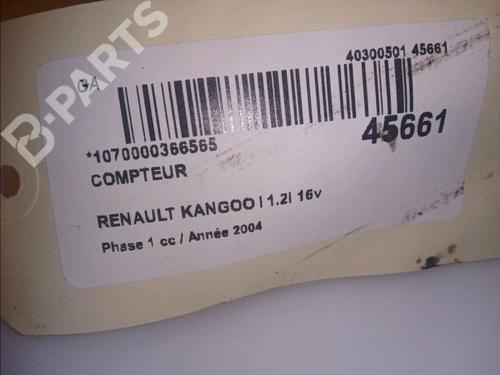 40300501 45661
GA
*1070000366565
45661
COMPTEUR
RENAULT KANGOO I 1.2I 16v
Phase 1 cc / Année 2004
B-PARTS